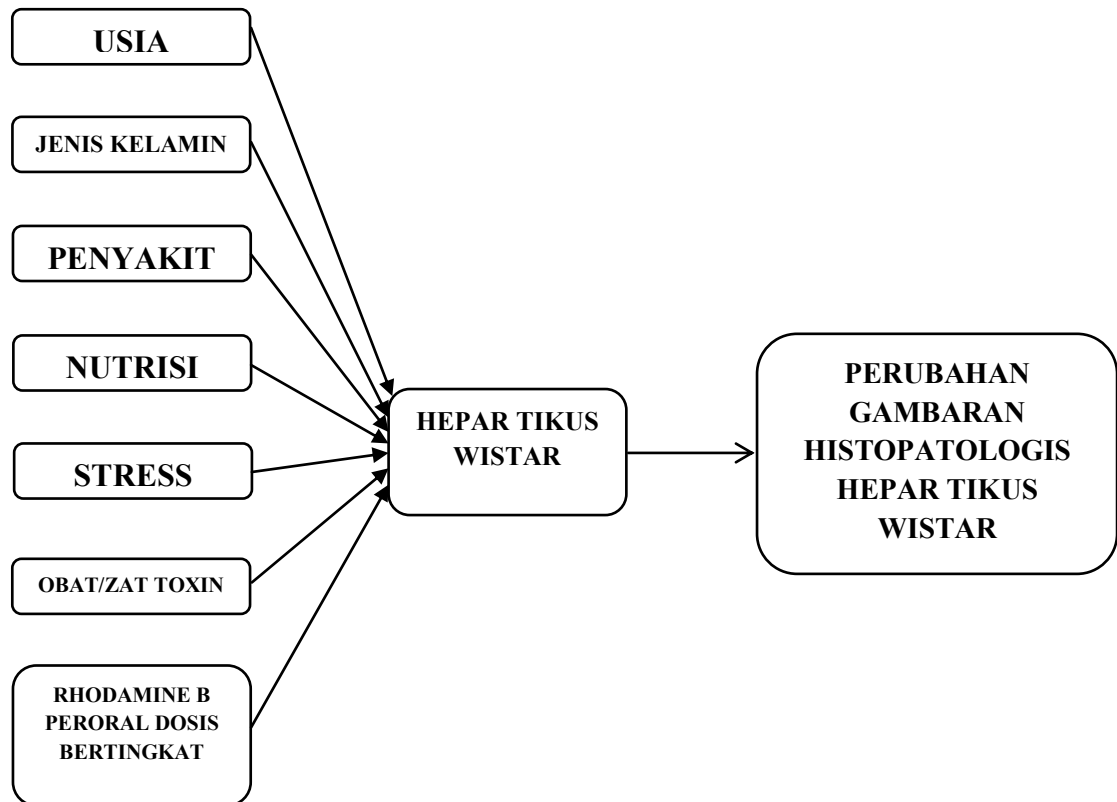 USIA
JENIS KELAMIN
PENYAKIT
NUTRISI
STRESS
OBAT/ZAT TOXIN
RHODAMINE B
PERORAL DOSIS
BERTINGKAT
HEPAR TIKUS
WISTAR
PERUBAHAN
GAMBARAN
HISTOPATOLOGIS
HEPAR TIKUS
WISTAR